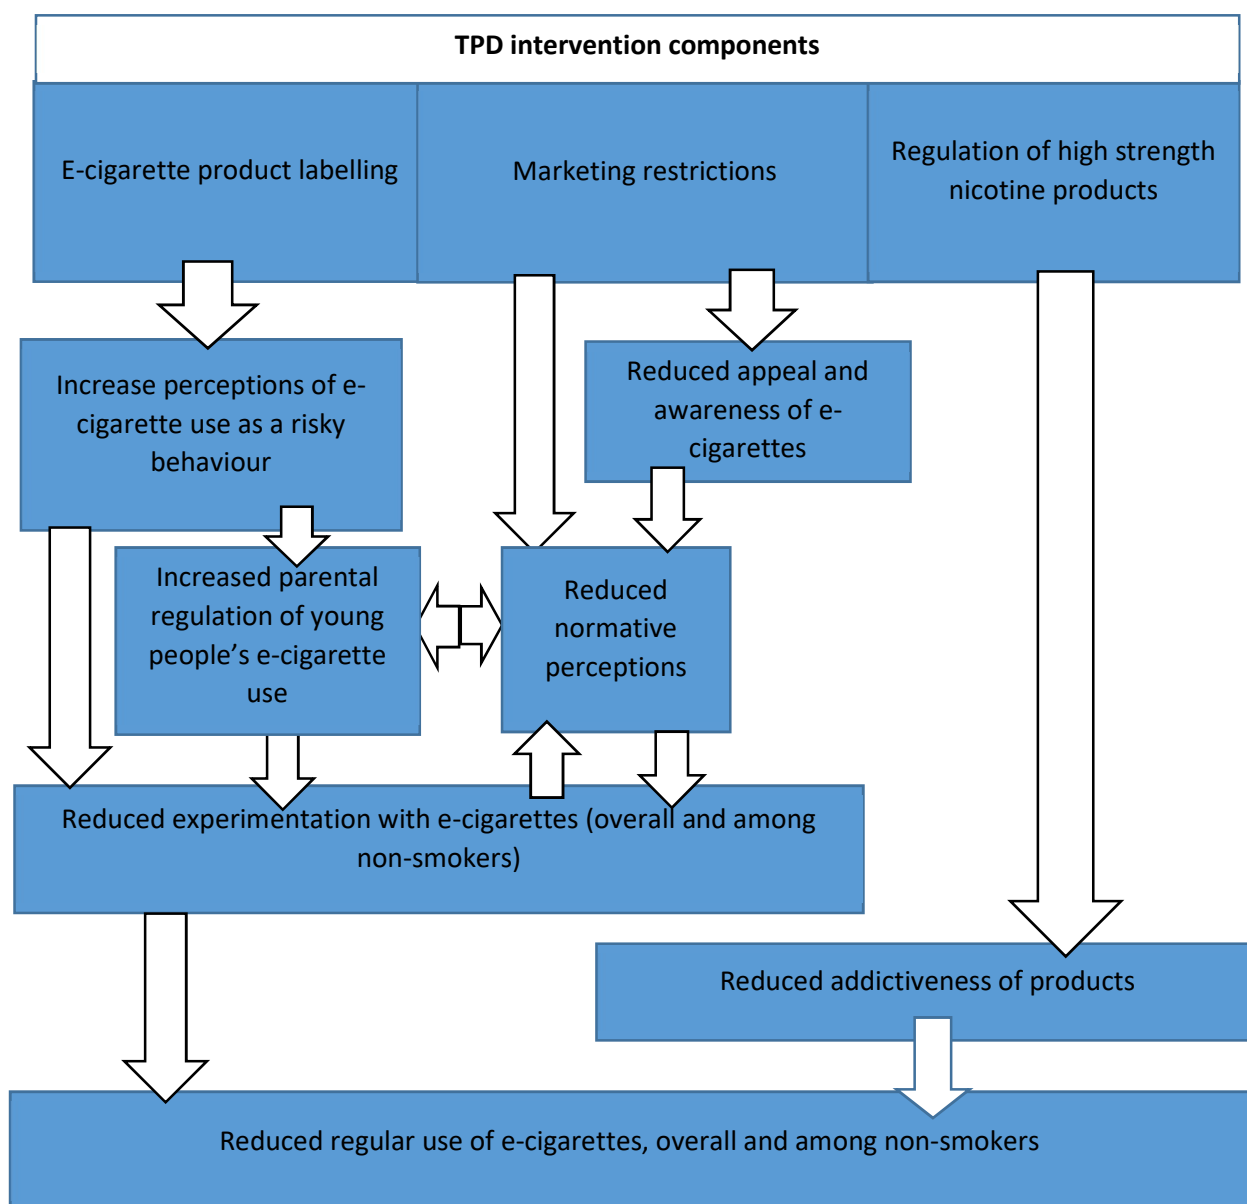 TPD intervention components
E-cigarette product labelling
Marketing restrictions
Regulation of high strength
nicotine products
Increase perceptions of e-
cigarette use as a risky
behaviour
Reduced appeal and
awareness of e-
cigarettes
Increased parental
regulation of young
people’s e-cigarette
use
Reduced
normative
perceptions
Reduced experimentation with e-cigarettes (overall and among
non-smokers)
Reduced addictiveness of products
Reduced regular use of e-cigarettes, overall and among non-smokers